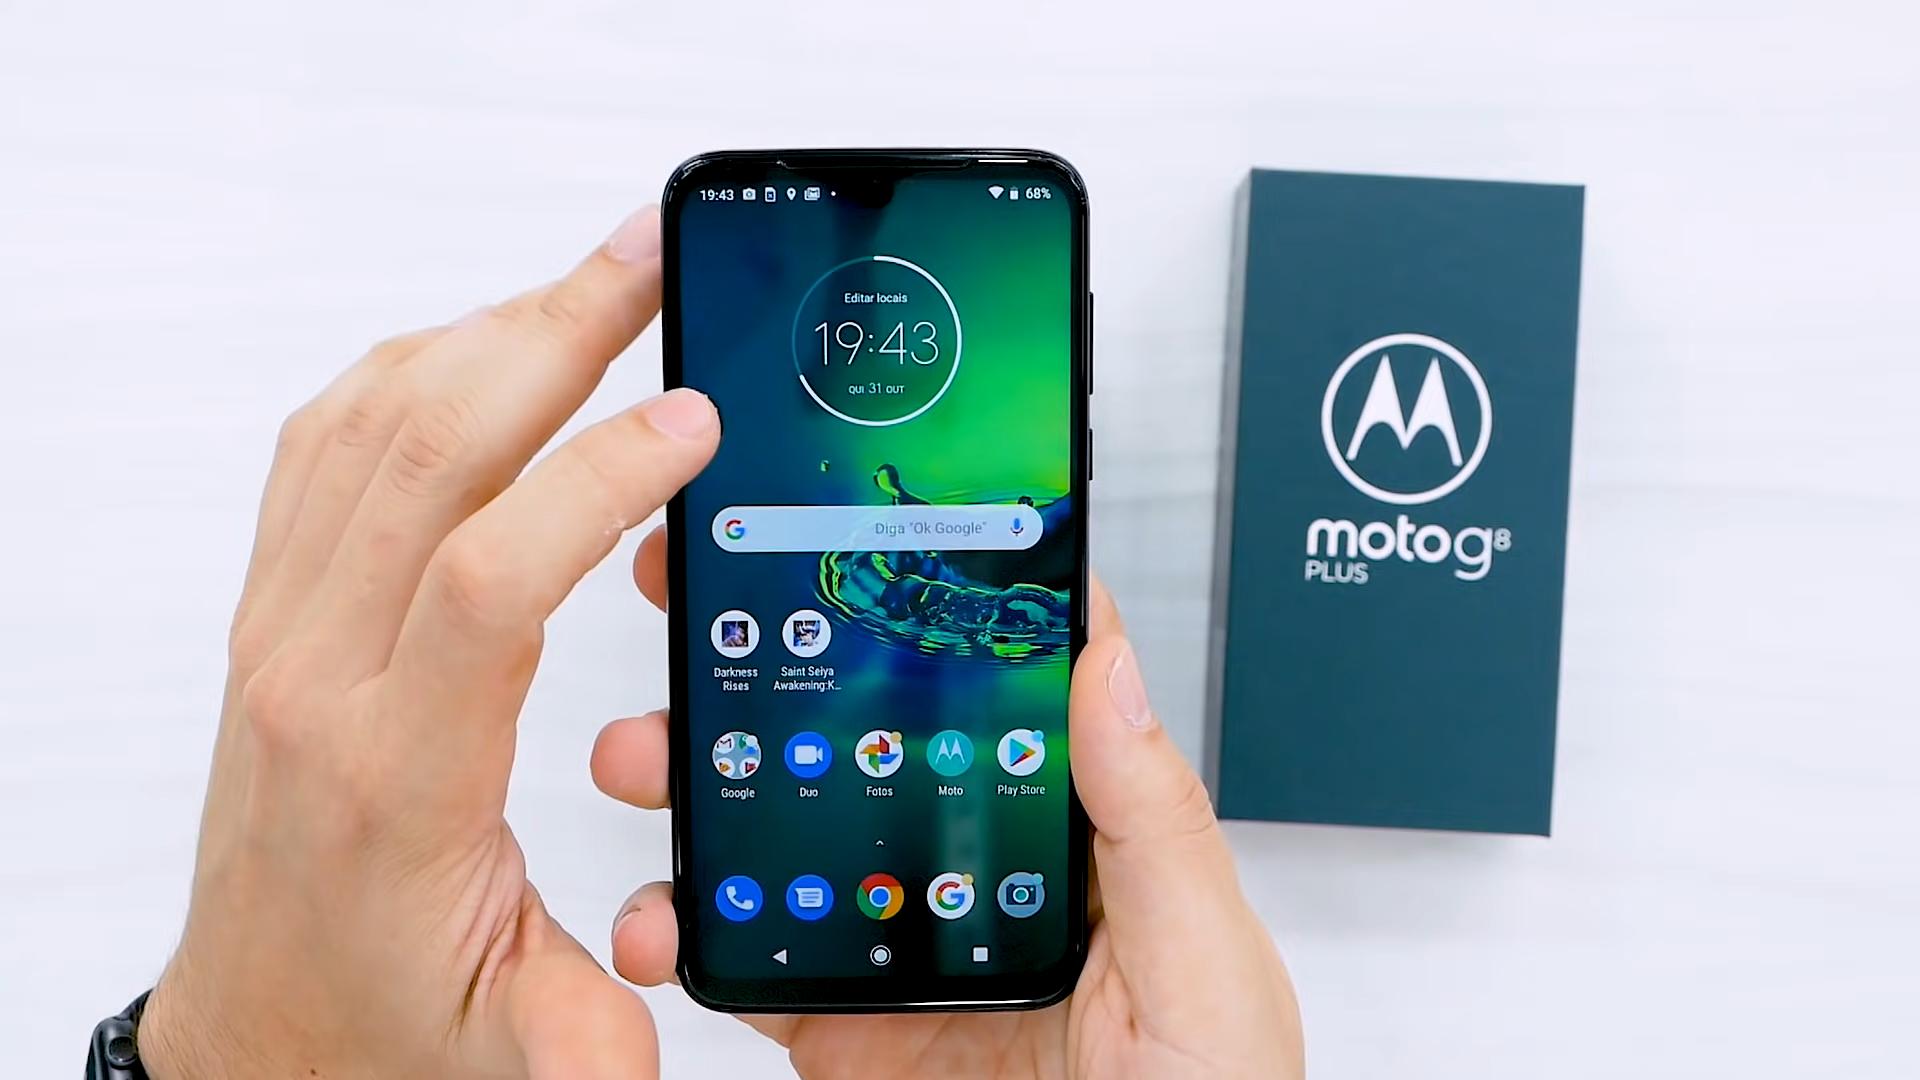 19:43
68%
Editar locais
19:43
QUI 31 OUT
Diga "Ok Google"
Darkness
Rises
Saint Seiya
Awakening:K...
Google
Duo
Fotos
Moto
Play Store
moto g8
PLUS